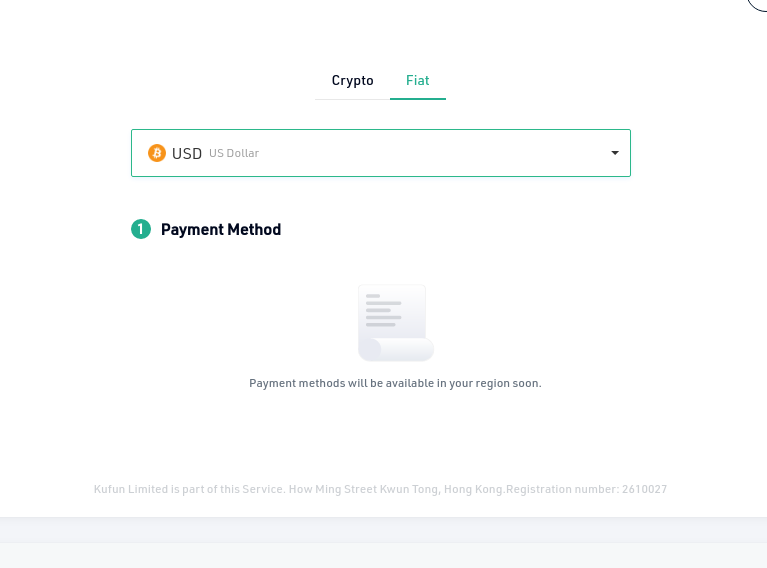 Crypto Fiat
USD US Dollar
1 Payment Method
Payment methods will be available in your region soon.
Kufun Limited is part of this Service. How Ming Street Kwun Tong, Hong Kong.Registration number: 2610027